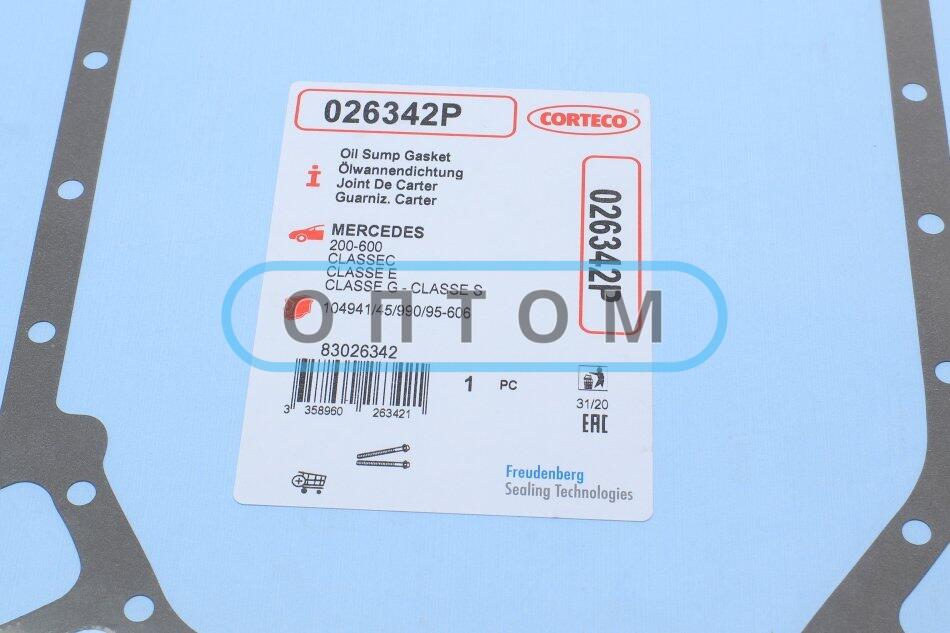 026342P
CORTECO
Oil Sump Gasket
Ölwannendichtung
Joint De Carter
Guarniz. Carter
026342P
MERCEDES
200-600
CLASSEC
CLASSE E
CLASSE G - CLASSE S
104941/45/990/95-606
ОПТОМ
83026342
3 358960 263421
1 PC
31/20
EAC
Freudenberg
Sealing Technologies